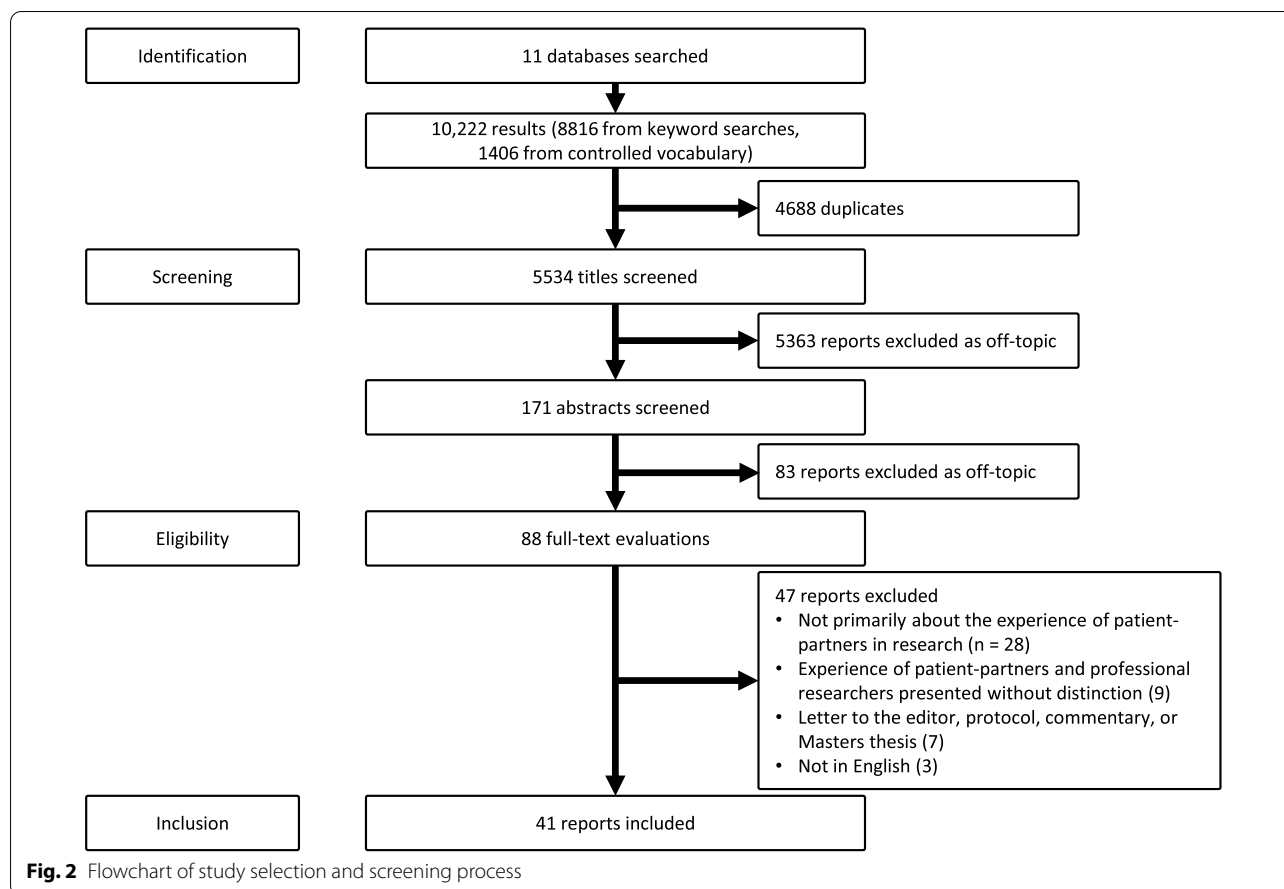 Identification
11 databases searched
10,222 results (8816 from keyword searches,
1406 from controlled vocabulary)
4688 duplicates
Screening
5534 titles screened
5363 reports excluded as off-topic
171 abstracts screened
83 reports excluded as off-topic
Eligibility
88 full-text evaluations
47 reports excluded
• Not primarily about the experience of patient-
partners in research (n = 28)
• Experience of patient-partners and professional
researchers presented without distinction (9)
• Letter to the editor, protocol, commentary, or
Masters thesis (7)
• Not in English (3)
Inclusion
41 reports included
Fig. 2 Flowchart of study selection and screening process